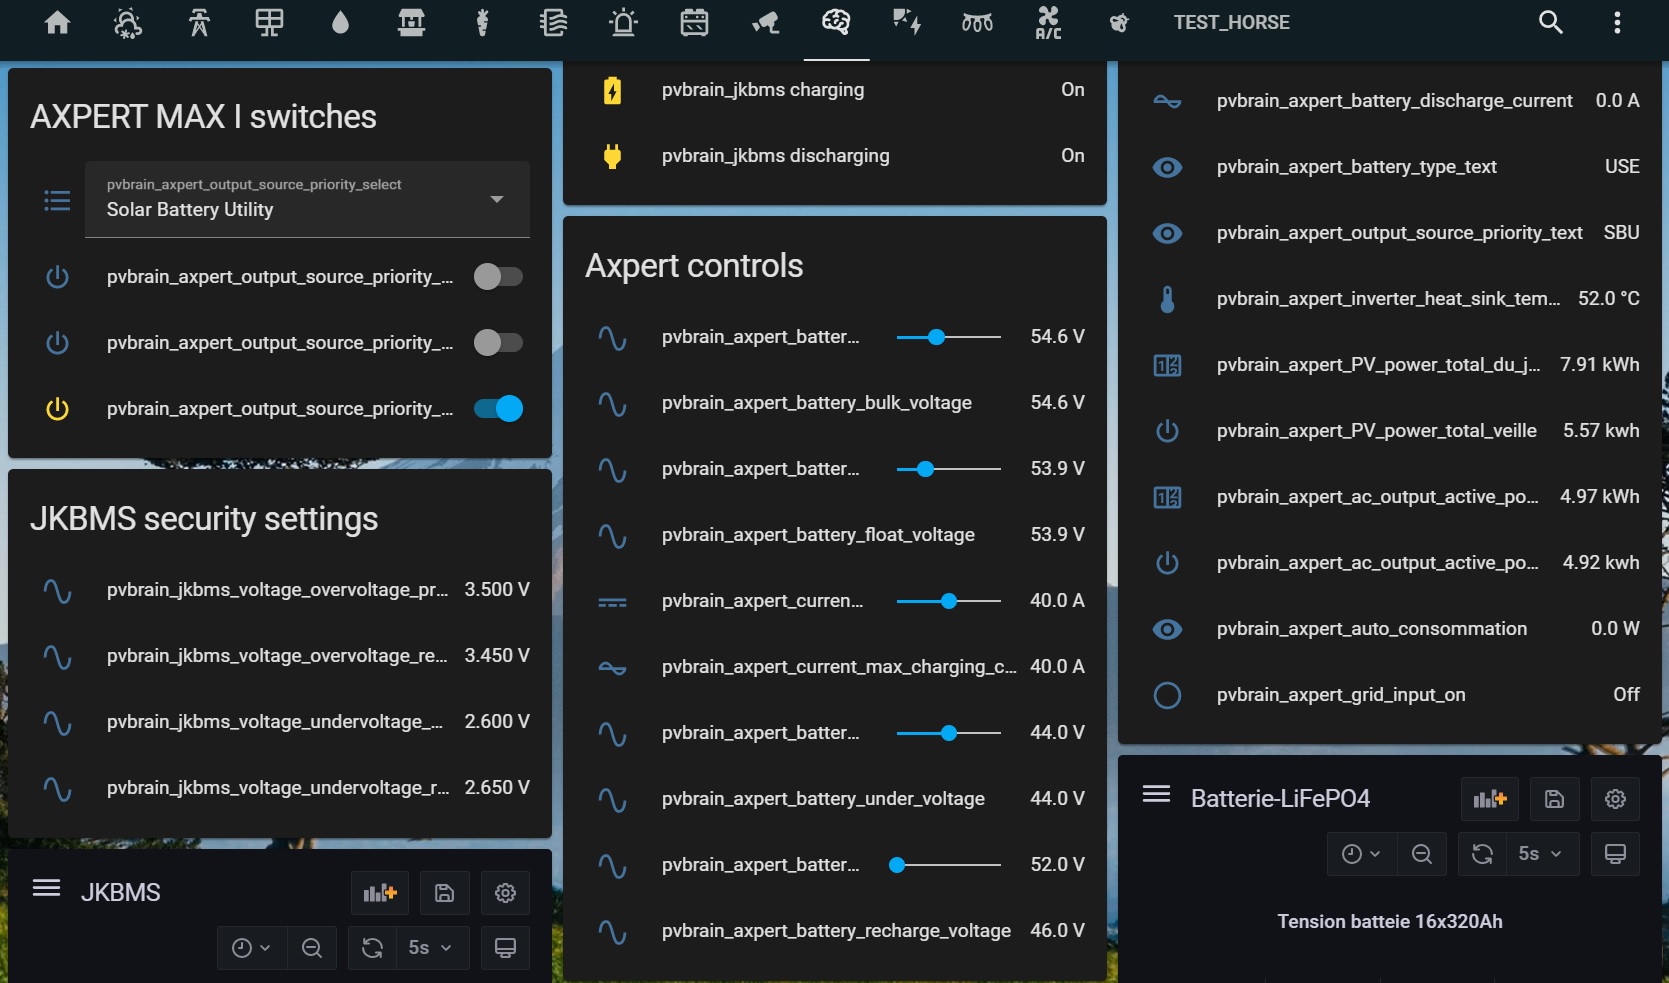 A/C
TEST_HORSE
AXPERT MAX I switches
pvbrain_axpert_output_source_priority_select
Solar Battery Utility
pvbrain_axpert_output_source_priority_...
pvbrain_axpert_output_source_priority_...
pvbrain_axpert_output_source_priority_...
JKBMS security settings
pvbrain_jkbms_voltage_overvoltage_pr... 3.500 V
pvbrain_jkbms_voltage_overvoltage_re... 3.450 V
pvbrain_jkbms_voltage_undervoltage_... 2.600 V
pvbrain_jkbms_voltage_undervoltage_r... 2.650 V
JKBMS
5s
pvbrain_jkbms charging On
pvbrain_jkbms discharging On
Axpert controls
pvbrain_axpert_batter... 54.6 V
pvbrain_axpert_battery_bulk_voltage 54.6 V
pvbrain_axpert_batter... 53.9 V
pvbrain_axpert_battery_float_voltage 53.9 V
pvbrain_axpert_curren... 40.0 A
pvbrain_axpert_current_max_charging_c... 40.0 A
pvbrain_axpert_batter... 44.0 V
pvbrain_axpert_battery_under_voltage 44.0 V
pvbrain_axpert_batter... 52.0 V
pvbrain_axpert_battery_recharge_voltage 46.0 V
pvbrain_axpert_battery_discharge_current 0.0 A
pvbrain_axpert_battery_type_text USE
pvbrain_axpert_output_source_priority_text SBU
pvbrain_axpert_inverter_heat_sink_tem... 52.0 °C
pvbrain_axpert_PV_power_total_du_j... 7.91 kWh
pvbrain_axpert_PV_power_total_veille 5.57 kwh
pvbrain_axpert_ac_output_active_po... 4.97 kWh
pvbrain_axpert_ac_output_active_po... 4.92 kwh
pvbrain_axpert_auto_consommation 0.0 W
pvbrain_axpert_grid_input_on Off
Batterie-LiFePO4
5s
Tension batteie 16x320Ah